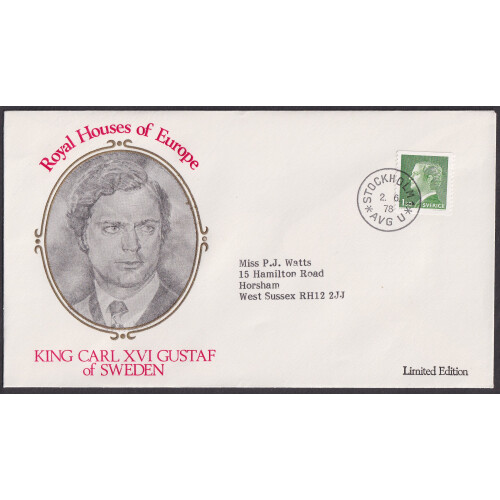 Royal Houses of Europe
KING CARL XVI GUSTAF
of SWEDEN
STOCKHOLM
2. 6
78
* AVG U *
SVERIGE
Miss P.J. Watts
15 Hamilton Road
Horsham
West Sussex RH12 2JJ
Limited Edition